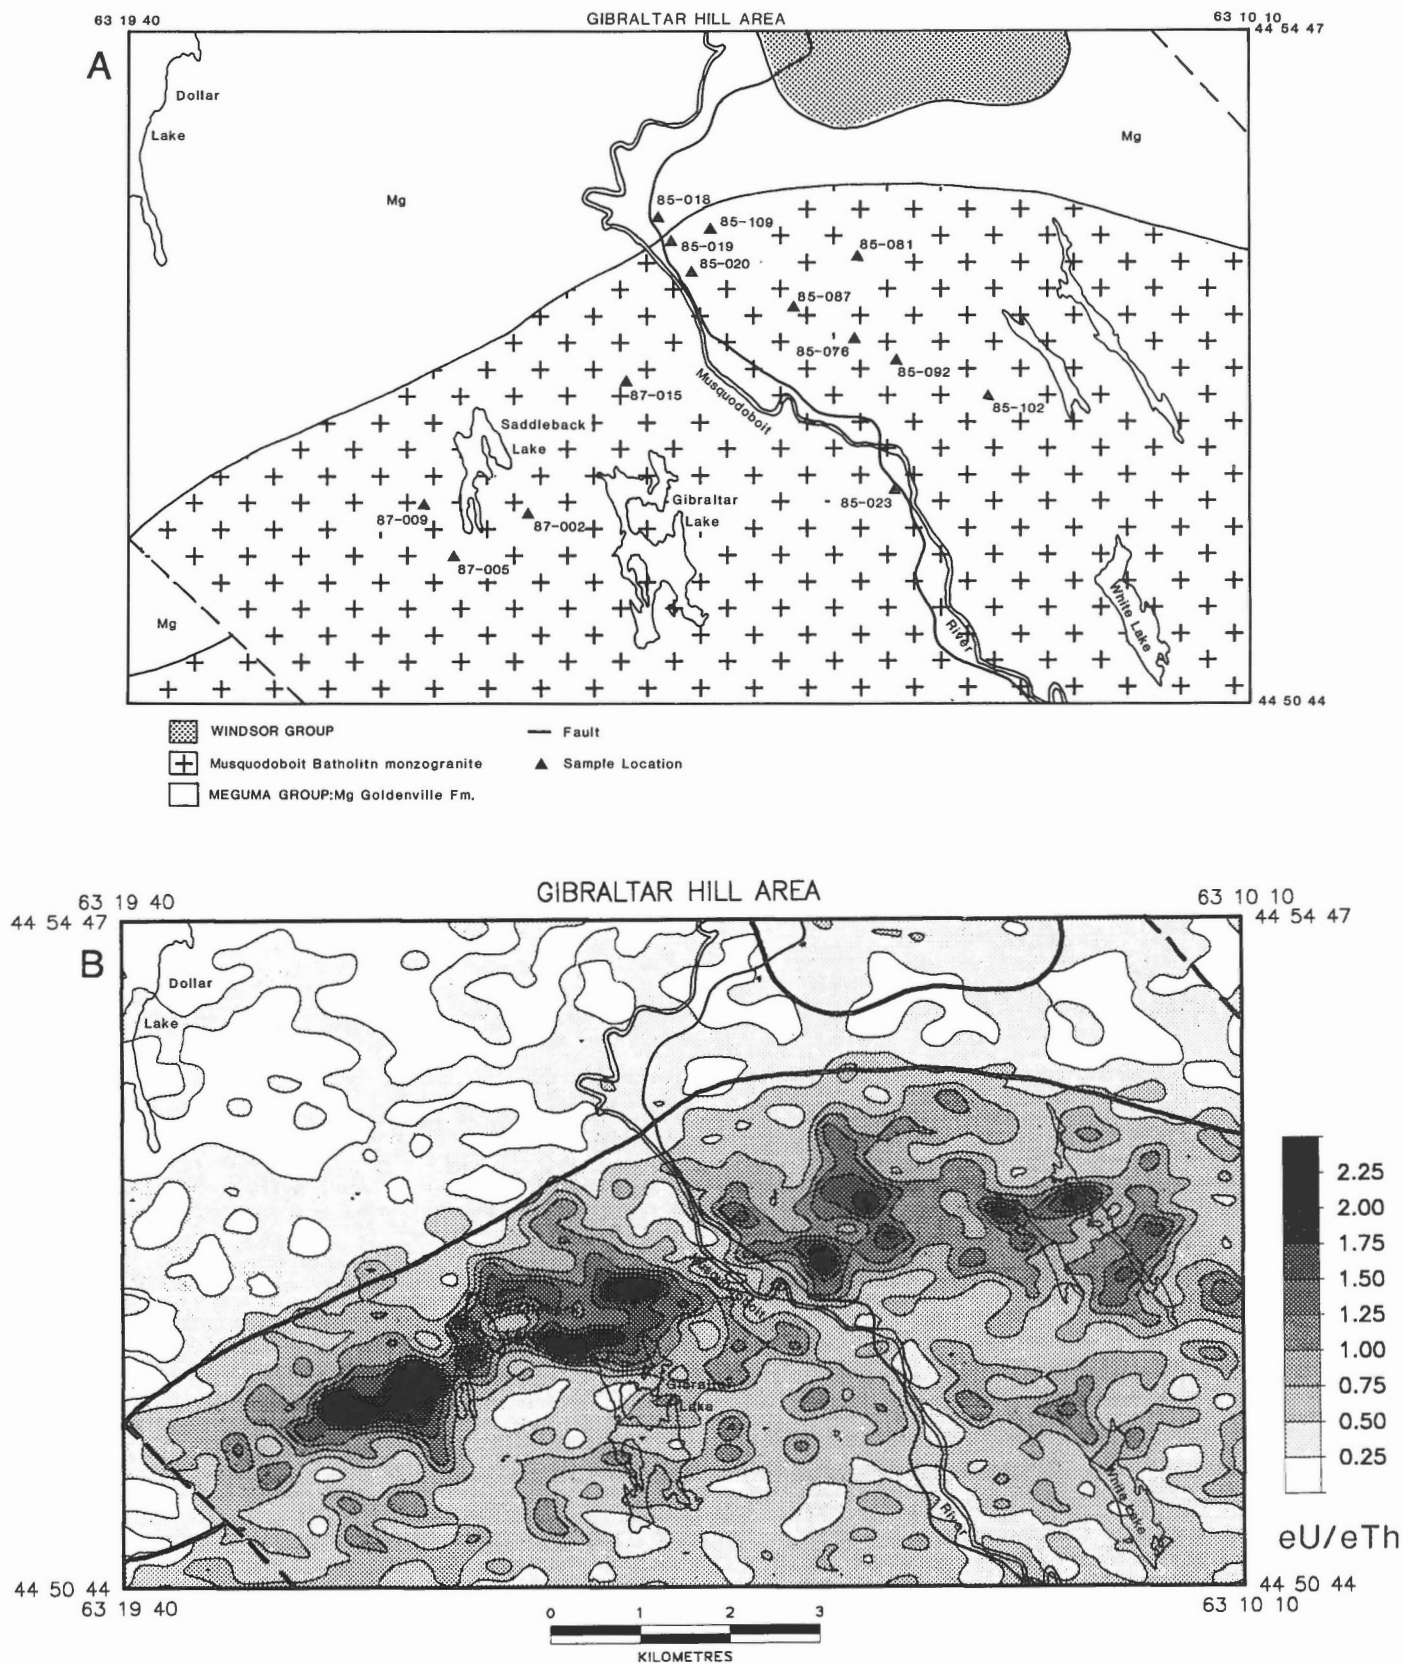 63 19 40
GIBRALTAR HILL AREA
63 10 10
44 54 47
A
Dollar
Lake
Mg
Mg
85-018
85-109
85-019
85-081
85-020
85-087
85-076
85-092
87-015
Musquodoboit
85-102
Saddleback
Lake
Gibraltar
Lake
85-023
87-009
87-002
87-005
White Lake
Mg
River
44 50 44
WINDSOR GROUP
Fault
Musquodoboit Batholitn monzogranite
Sample Location
MEGUMA GROUP:Mg Goldenville Fm.
GIBRALTAR HILL AREA
63 19 40
63 10 10
44 54 47
44 54 47
B
Dollar
Lake
2.25
2.00
1.75
1.50
1.25
1.00
0.75
0.50
0.25
Lake
White Lake
River
eU/eTh
44 50 44
44 50 44
63 19 40
63 10 10
0 1 2 3
KILOMETRES